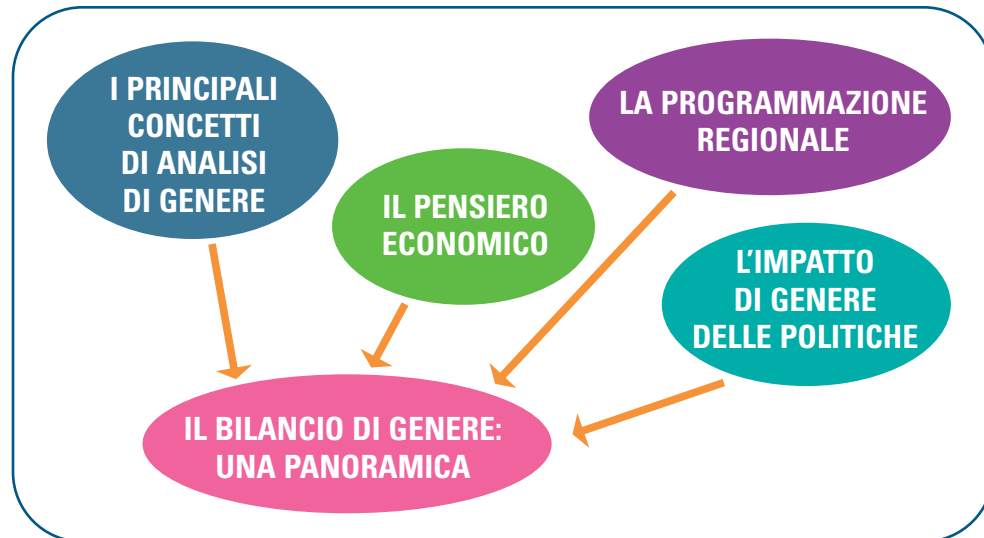 I PRINCIPALI
CONCETTI
DI ANALISI
DI GENERE
IL PENSIERO
ECONOMICO
LA PROGRAMMAZIONE
REGIONALE
L'IMPATTO
DI GENERE
DELLE POLITICHE
IL BILANCIO DI GENERE:
UNA PANORAMICA